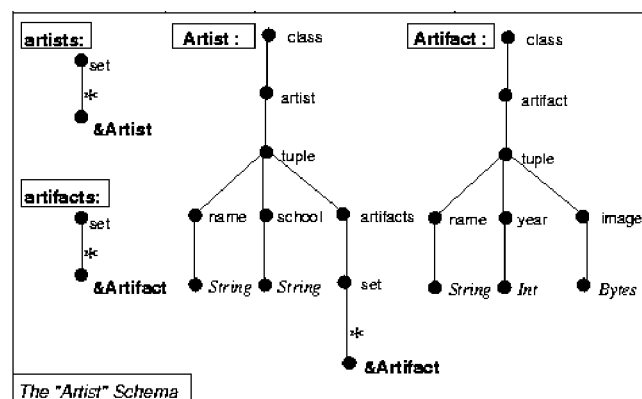 artists:
set
*
&Artist
artifacts:
set
*
&Artifact
Artist :
class
artist
tuple
name school artifacts
String String set
*
&Artifact
Artifact :
class
artifact
tuple
name year image
String Int Bytes
The "Artist" Schema